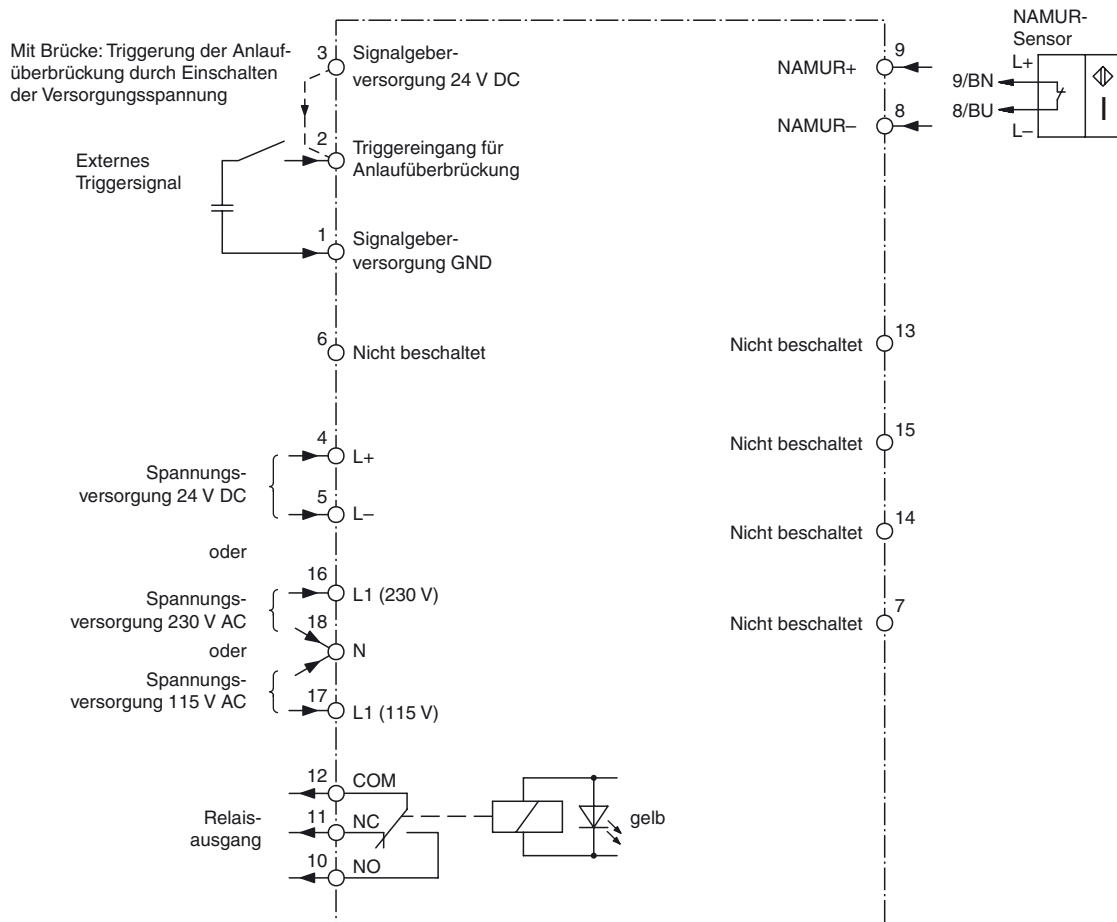 Mit Brücke: Triggerung der Anlauf-
überbrückung durch Einschalten
der Versorgungsspannung
3
Signalgeber-
versorgung 24 V DC
2
Triggereingang für
Anlaufüberbrückung
Externes
Triggersignal
1
Signalgeber-
versorgung GND
6
Nicht beschaltet
4
L+
Spannungs-
versorgung 24 V DC
5
L–
oder
16
L1 (230 V)
Spannungs-
versorgung 230 V AC
18
N
oder
Spannungs-
versorgung 115 V AC
17
L1 (115 V)
12
COM
Relais-
ausgang
11
NC
10
NO
gelb
NAMUR+
9
NAMUR–
8
NAMUR-
Sensor
L+
9/BN
8/BU
L–
Nicht beschaltet
13
Nicht beschaltet
15
Nicht beschaltet
14
Nicht beschaltet
7